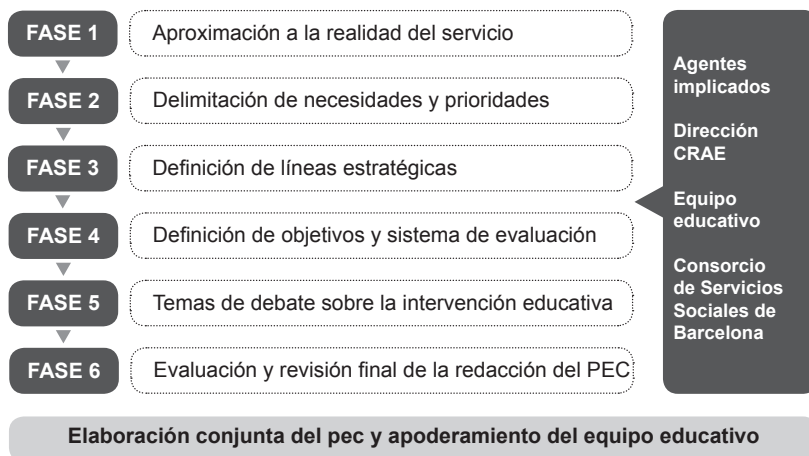 FASE 1
Aproximación a la realidad del servicio
FASE 2
Delimitación de necesidades y prioridades
FASE 3
Definición de líneas estratégicas
FASE 4
Definición de objetivos y sistema de evaluación
FASE 5
Temas de debate sobre la intervención educativa
FASE 6
Evaluación y revisión final de la redacción del PEC
Agentes
implicados
Dirección
CRAE
Equipo
educativo
Consorcio
de Servicios
Sociales de
Barcelona
Elaboración conjunta del pec y apoderamiento del equipo educativo